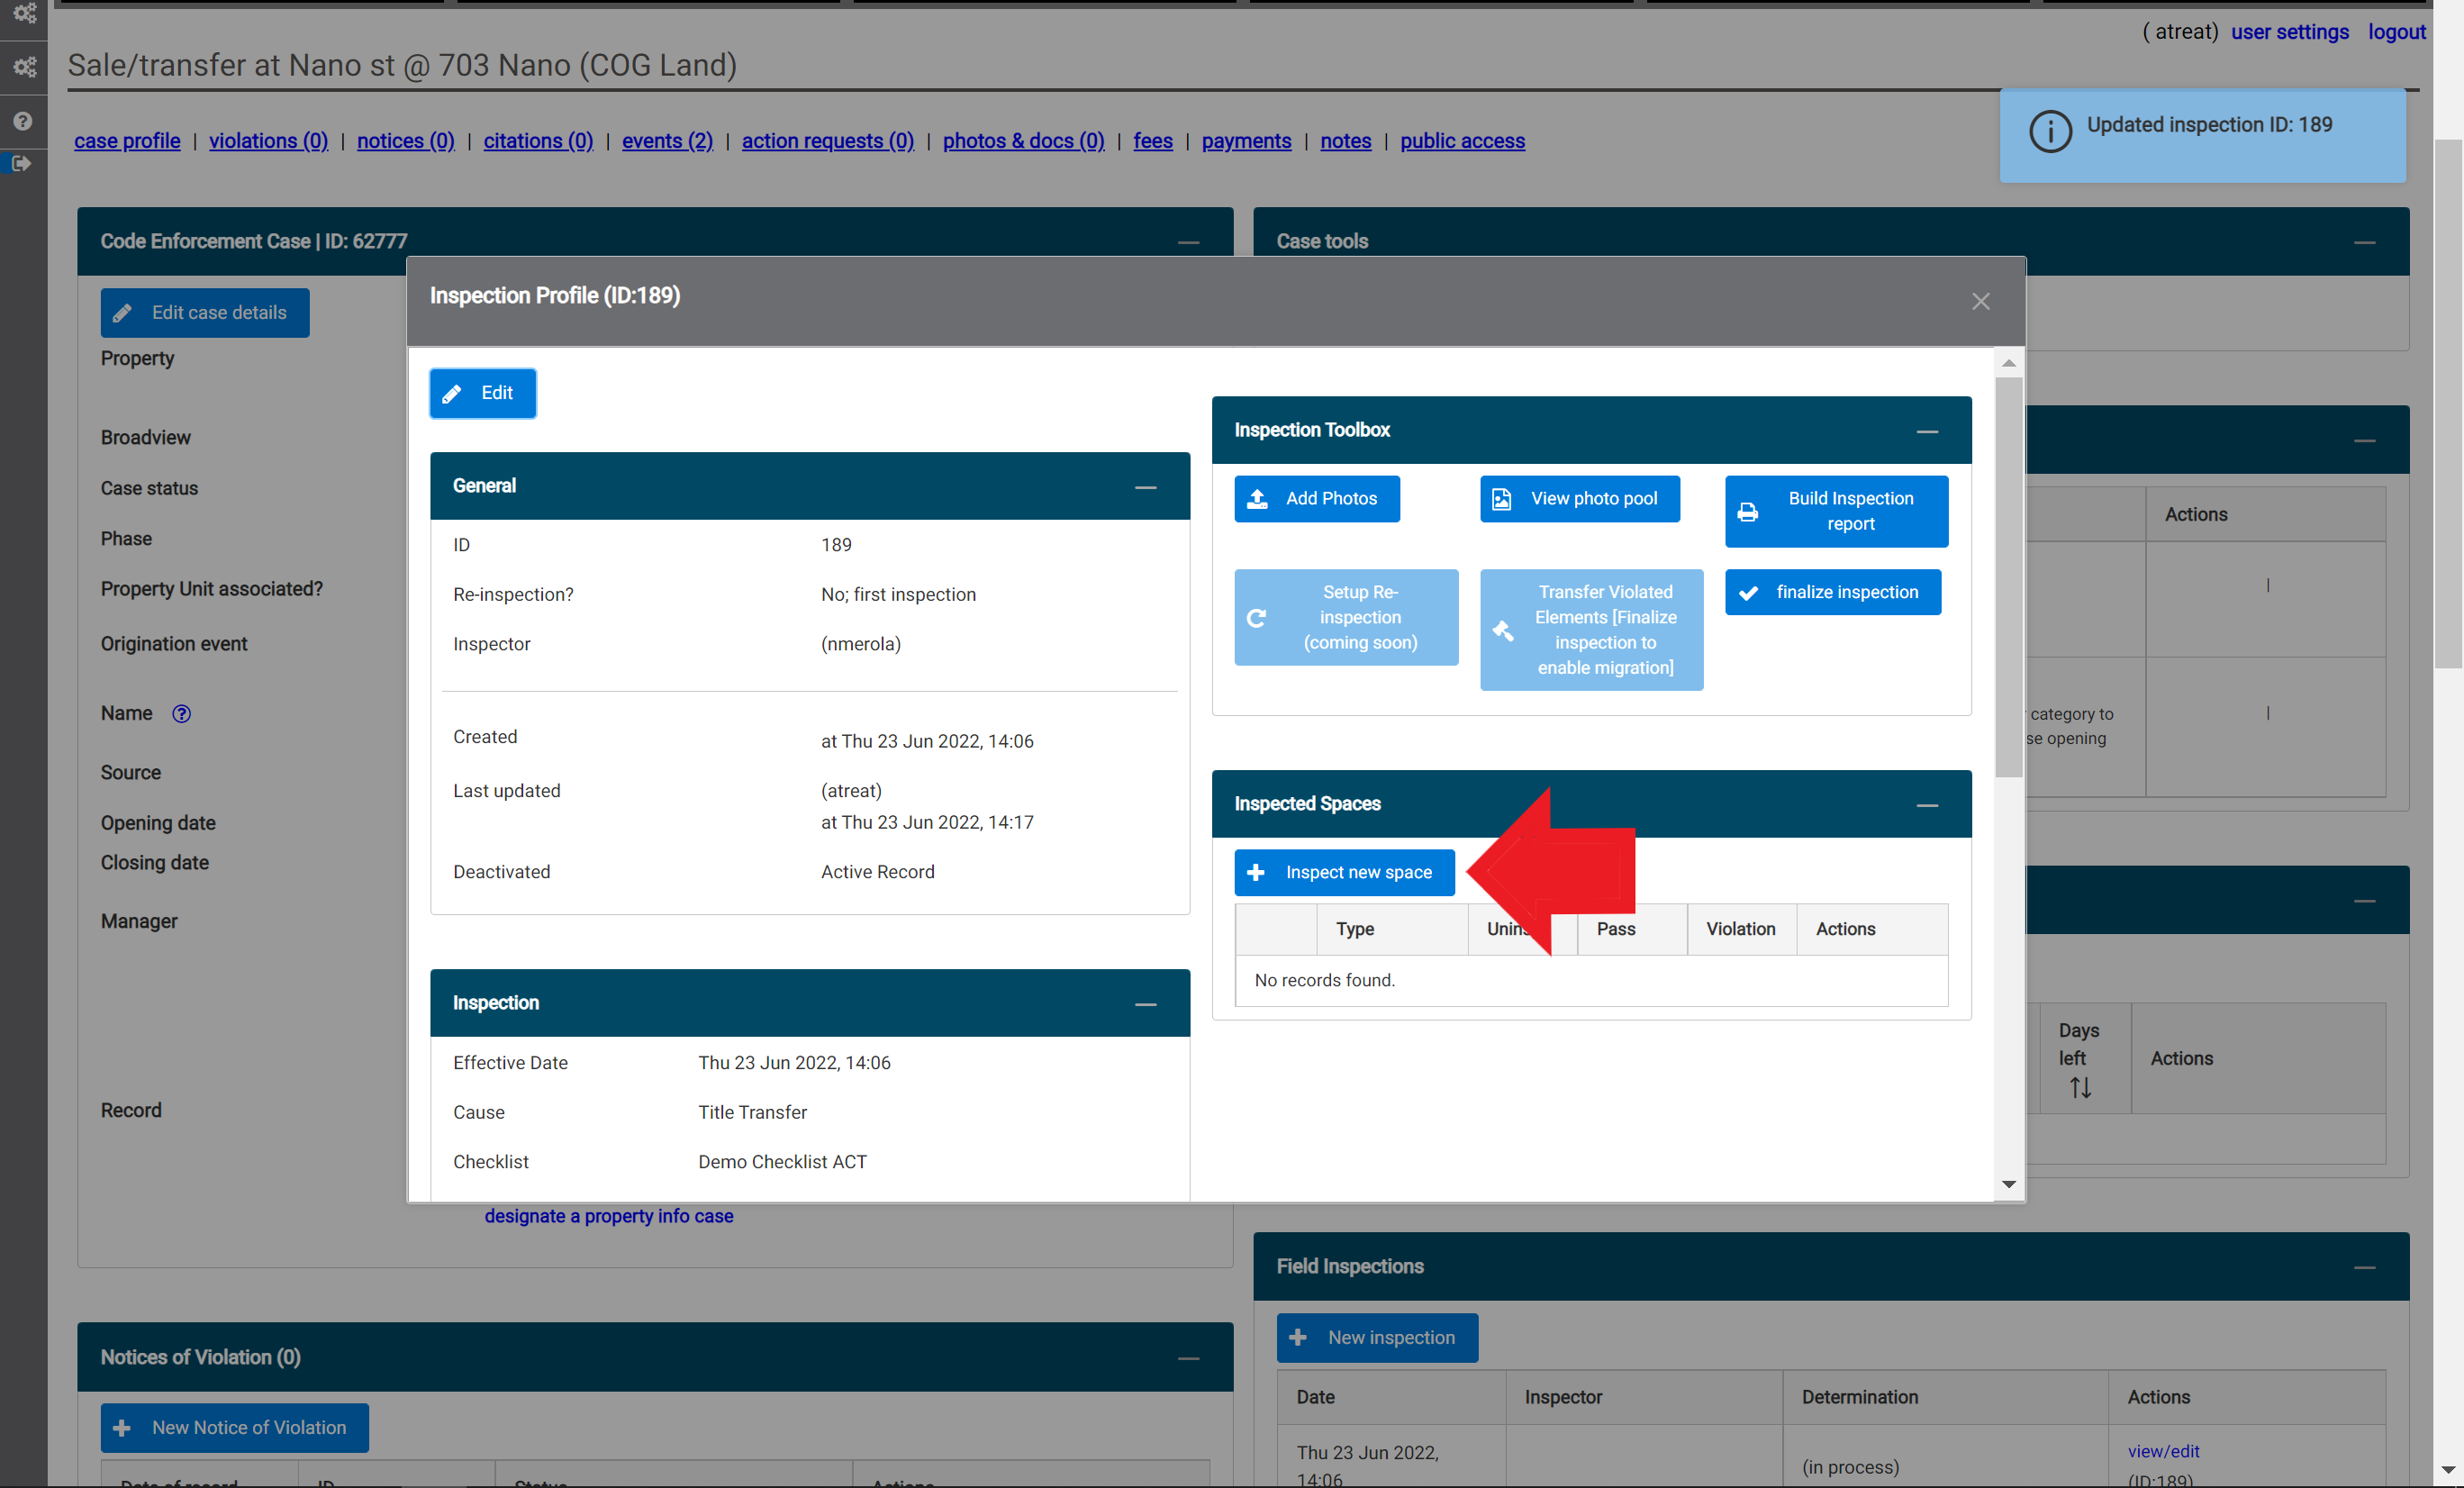 ( atreat) user settings logout
Sale/transfer at Nano st @ 703 Nano (COG Land)
Updated inspection ID: 189
case profile | violations (0) | notices (0) | citations (0) | events (2) | action requests (0) | photos & docs (0) | fees | payments | notes | public access
Code Enforcement Case | ID: 62777
Case tools
Edit case details
Property
Broadview
Case status
Phase
Property Unit associated?
Origination event
Name
Source
Opening date
Closing date
Manager
Record
designate a property info case
Inspection Profile (ID:189)
Edit
General
ID 189
Re-inspection? No; first inspection
Inspector (nmerola)
Created at Thu 23 Jun 2022, 14:06
Last updated (atreat)
at Thu 23 Jun 2022, 14:17
Deactivated Active Record
Inspection
Effective Date Thu 23 Jun 2022, 14:06
Cause Title Transfer
Checklist Demo Checklist ACT
Inspection Toolbox
Add Photos
View photo pool
Build Inspection
report
Setup Re-
inspection
(coming soon)
Transfer Violated
Elements [Finalize
inspection to
enable migration]
finalize inspection
Inspected Spaces
Inspect new space
Type Pass Violation Actions
No records found.
Actions
|
category to
se opening
|
Days
left
Actions
Notices of Violation (0)
New Notice of Violation
Date of record ID Status Actions
Field Inspections
New inspection
Date Inspector Determination Actions
Thu 23 Jun 2022,
14:06
(in process)
view/edit
(ID:189)